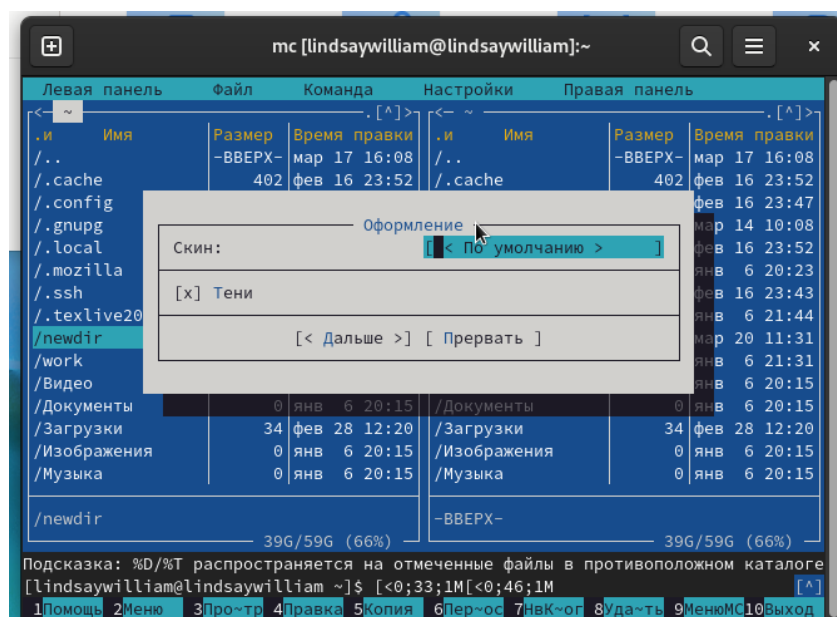 mc [lindsaywilliam@lindsaywilliam]:~
Левая панель Файл Команда Настройки Правая панель
<— ~ .[^]> <— ~ .[^]>
.и Имя Размер Время правки .и Имя Размер Время правки
/.. -ВВЕРХ- мар 17 16:08 /.. -ВВЕРХ- мар 17 16:08
/.cache 402 фев 16 23:52 /.cache 402 фев 16 23:52
/.config фев 16 23:47
/.gnupg Оформление мар 14 10:08
/.local Скин: [ < По умолчанию > ] фев 16 23:52
/.mozilla янв 6 20:23
/.ssh [x] Тени фев 16 23:43
/.texlive20 янв 6 21:44
/newdir [< Дальше >] [ Прервать ] мар 20 11:31
/work янв 6 21:31
/Видео янв 6 20:15
/Документы 0 янв 6 20:15 /Документы 0 янв 6 20:15
/Загрузки 34 фев 28 12:20 /Загрузки 34 фев 28 12:20
/Изображения 0 янв 6 20:15 /Изображения 0 янв 6 20:15
/Музыка 0 янв 6 20:15 /Музыка 0 янв 6 20:15
/newdir -ВВЕРХ-
39G/59G (66%) 39G/59G (66%)
Подсказка: %D/%T распространяется на отмеченные файлы в противоположном каталоге
[lindsaywilliam@lindsaywilliam ~]$ [<0;33;1M[<0;46;1M [^]
1Помощь 2Меню 3Про~тр 4Правка 5Копия 6Пер~ос 7НвК~ог 8Уда~ть 9МенюMC 10Выход